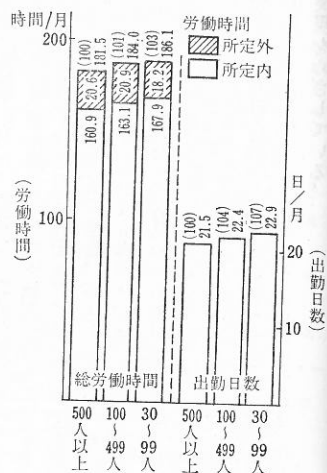 時間/月
200
100
(労働時間)
労働時間
所定外
所定内
(100)
181.5
20.6
160.9
(101)
184.0
20.9
163.1
(103)
186.1
18.2
167.9
(100)
21.5
(104)
22.4
(107)
22.9
日/月
20
10
(出勤日数)
総労働時間
出勤日数
500人以上
100~499人
30~99人
500人以上
100~499人
30~99人